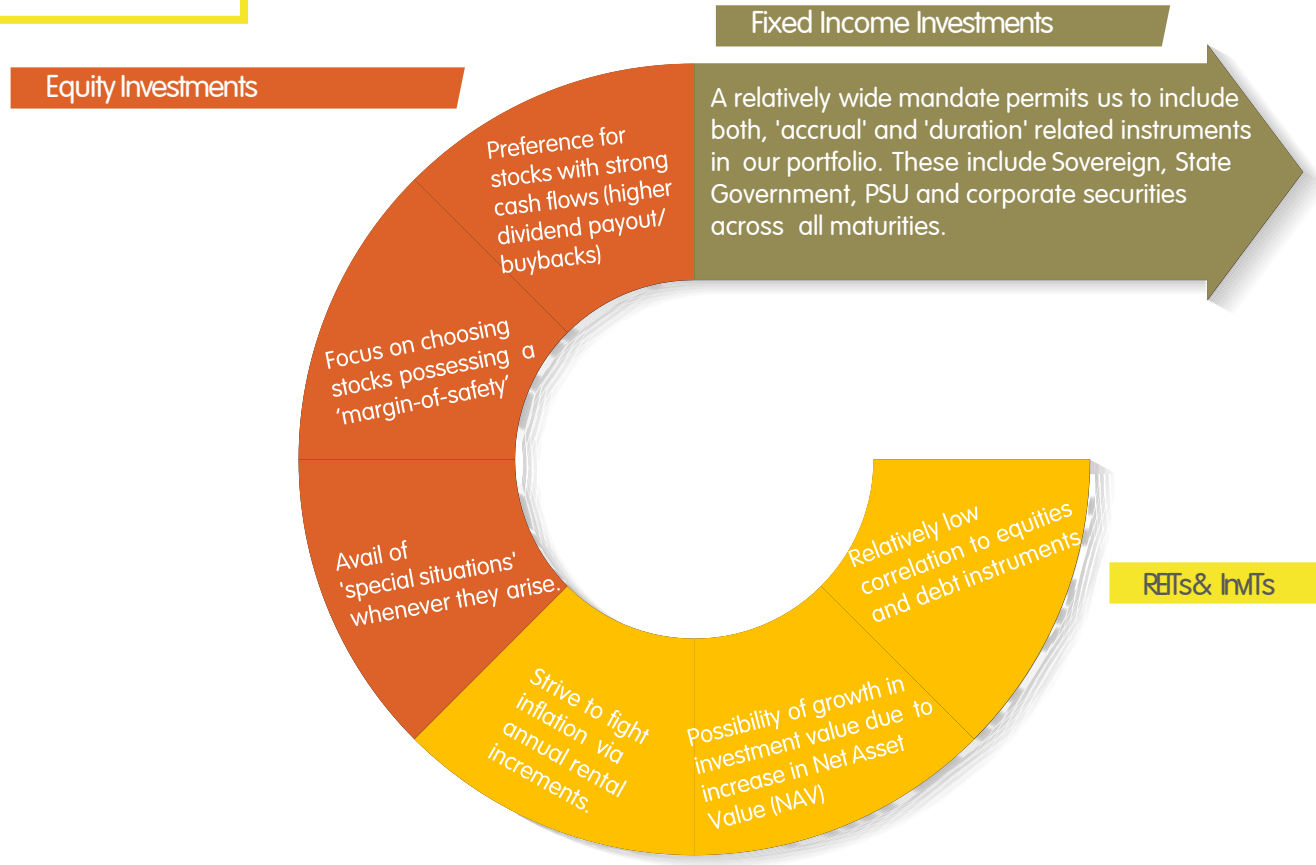 Fixed Income Investments
A relatively wide mandate permits us to include
both, 'accrual' and 'duration' related instruments
in our portfolio. These include Sovereign, State
Government, PSU and corporate securities
across all maturities.
Equity Investments
Preference for
stocks with strong
cash flows (higher
dividend payout/
buybacks)
Focus on choosing
stocks possessing a
'margin-of-safety'
Avail of
'special situations'
whenever they arise.
Strive to fight
inflation via
annual rental
increments.
Possibility of growth in
investment value due to
increase in Net Asset
Value (NAV)
Relatively low
correlation to equities
and debt instruments
REITs& InvITs